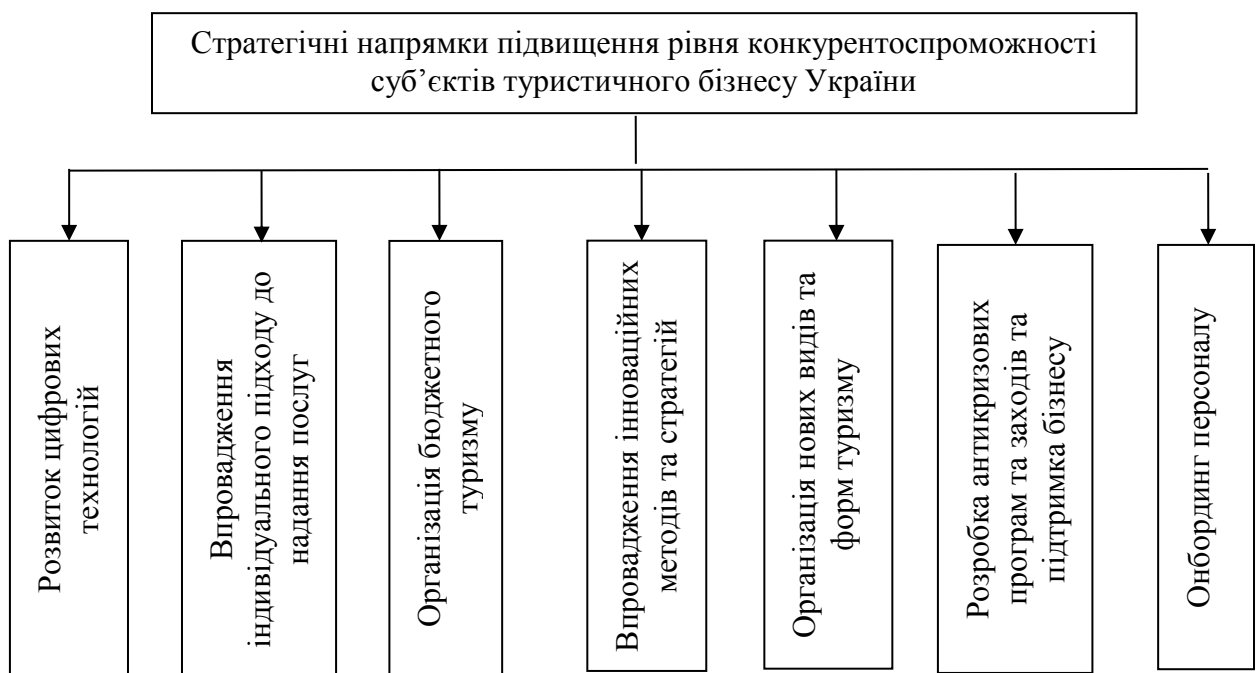 Стратегічні напрямки підвищення рівня конкурентоспроможності
суб’єктів туристичного бізнесу України
Розвиток цифрових
технологій
Впровадження
індивідуального підходу до
надання послуг
Організація бюджетного
туризму
Впровадження інноваційних
методів та стратегій
Організація нових видів та
форм туризму
Розробка антикризових
програм та заходів та
підтримка бізнесу
Онбординг персоналу